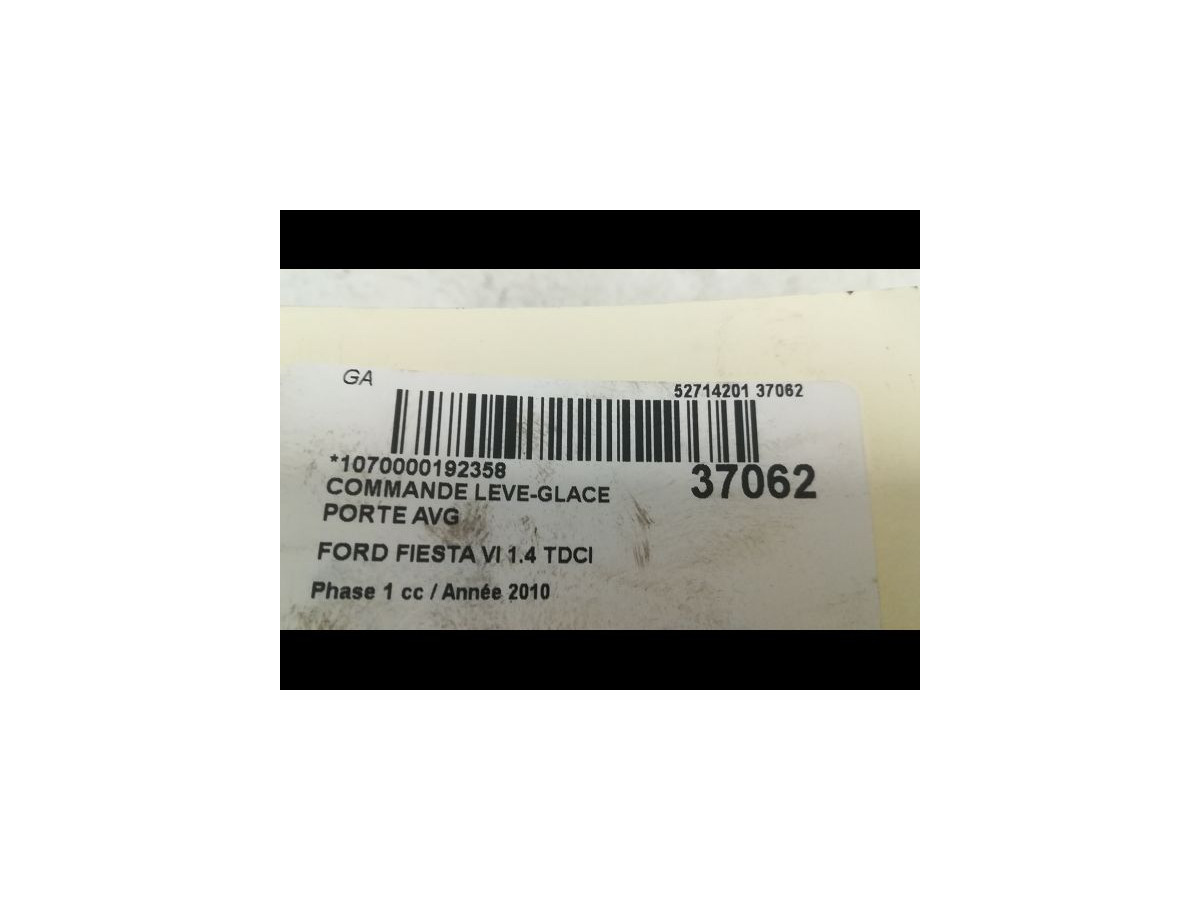 GA
52714201 37062
*1070000192358
37062
COMMANDE LEVE-GLACE
PORTE AVG
FORD FIESTA VI 1.4 TDCI
Phase 1 cc / Année 2010